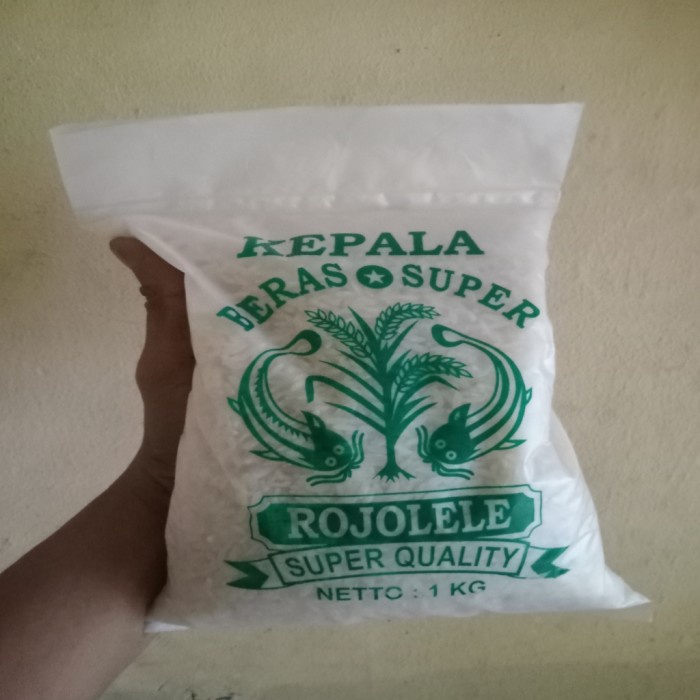 KEPALA
BERAS SUPER
ROJOLELE
SUPER QUALITY
NETTO : 1 KG